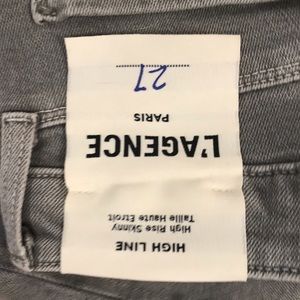 HIGH LINE
High Rise Skinny
Taille Haute Etroit
L'AGENCE
PARIS
27